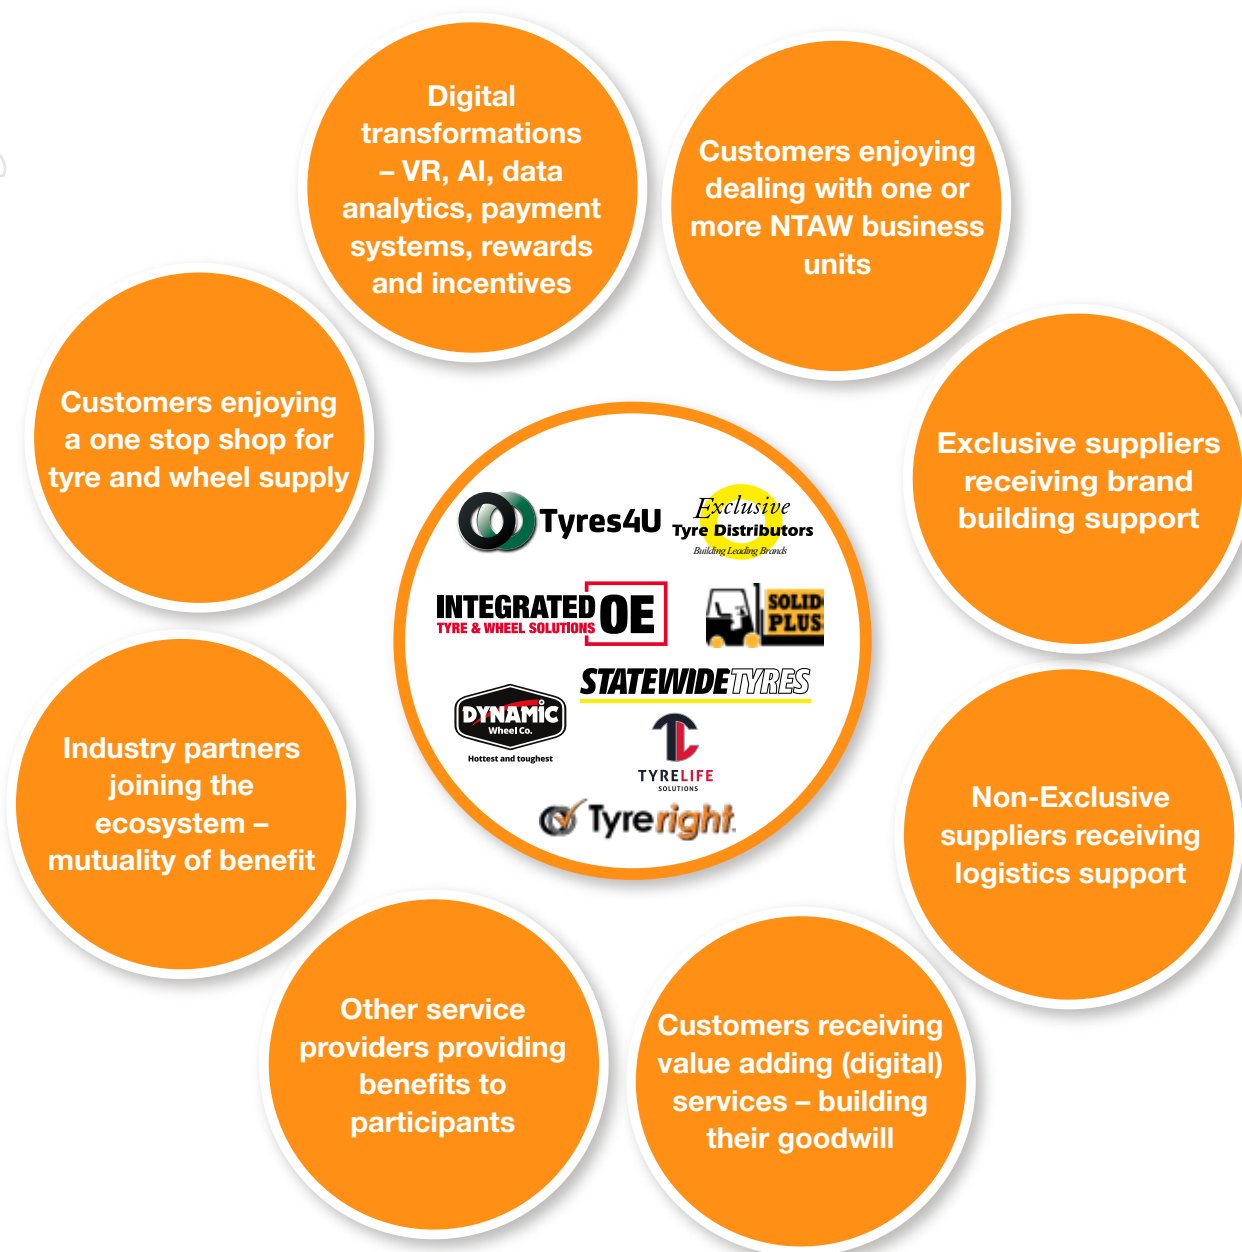 Digital
transformations
– VR, AI, data
analytics, payment
systems, rewards
and incentives
Customers enjoying
dealing with one or
more NTAW business
units
Customers enjoying
a one stop shop for
tyre and wheel supply
Exclusive suppliers
receiving brand
building support
Tyres4U
Exclusive
Tyre Distributors
Building Leading Brands
INTEGRATED OE
TYRE & WHEEL SOLUTIONS
SOLID
PLUS
STATEWIDE TYRES
DYNAMIC
Wheel Co.
Hottest and toughest
TYRELIFE
SOLUTIONS
Tyreright
Industry partners
joining the
ecosystem –
mutuality of benefit
Non-Exclusive
suppliers receiving
logistics support
Other service
providers providing
benefits to
participants
Customers receiving
value adding (digital)
services – building
their goodwill